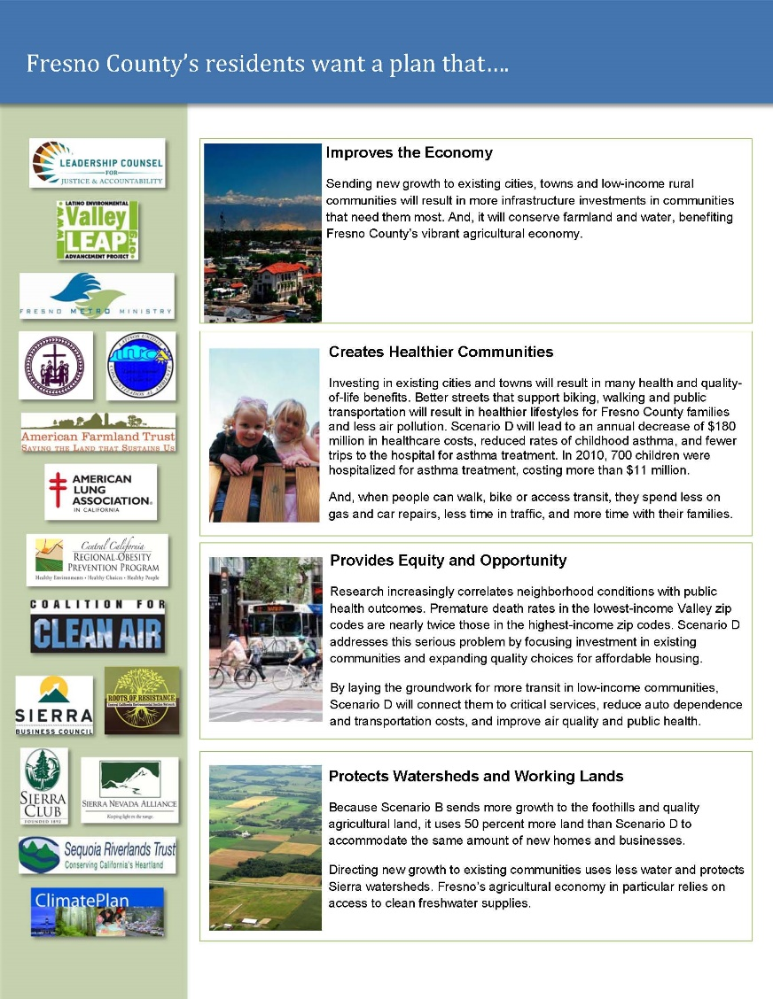 Fresno County’s residents want a plan that….
LEADERSHIP COUNSEL
FOR
JUSTICE & ACCOUNTABILITY
LATINO ENVIRONMENTAL
www.
Valley
LEAP
.org
ADVANCEMENT PROJECT
FRESNO METRO MINISTRY
LATINOS UNIDOS
American Farmland Trust
SAVING THE LAND THAT SUSTAINS US
AMERICAN
LUNG
ASSOCIATION®
IN CALIFORNIA
Central California
REGIONAL OBESITY
PREVENTION PROGRAM
Healthy Environments • Healthy Choices • Healthy People
COALITION FOR
CLEAN AIR
SIERRA
BUSINESS COUNCIL
ROOTS OF RESISTANCE
Central California Environmental Justice Network
SIERRA
CLUB
FOUNDED 1892
SIERRA NEVADA ALLIANCE
Keeping light in the range.
Sequoia Riverlands Trust
Conserving California's Heartland
ClimatePlan
Improves the Economy
Sending new growth to existing cities, towns and low-income rural
communities will result in more infrastructure investments in communities
that need them most. And, it will conserve farmland and water, benefiting
Fresno County’s vibrant agricultural economy.
Creates Healthier Communities
Investing in existing cities and towns will result in many health and quality-
of-life benefits. Better streets that support biking, walking and public
transportation will result in healthier lifestyles for Fresno County families
and less air pollution. Scenario D will lead to an annual decrease of $180
million in healthcare costs, reduced rates of childhood asthma, and fewer
trips to the hospital for asthma treatment. In 2010, 700 children were
hospitalized for asthma treatment, costing more than $11 million.
And, when people can walk, bike or access transit, they spend less on
gas and car repairs, less time in traffic, and more time with their families.
Provides Equity and Opportunity
Research increasingly correlates neighborhood conditions with public
health outcomes. Premature death rates in the lowest-income Valley zip
codes are nearly twice those in the highest-income zip codes. Scenario D
addresses this serious problem by focusing investment in existing
communities and expanding quality choices for affordable housing.
By laying the groundwork for more transit in low-income communities,
Scenario D will connect them to critical services, reduce auto dependence
and transportation costs, and improve air quality and public health.
Protects Watersheds and Working Lands
Because Scenario B sends more growth to the foothills and quality
agricultural land, it uses 50 percent more land than Scenario D to
accommodate the same amount of new homes and businesses.
Directing new growth to existing communities uses less water and protects
Sierra watersheds. Fresno’s agricultural economy in particular relies on
access to clean freshwater supplies.